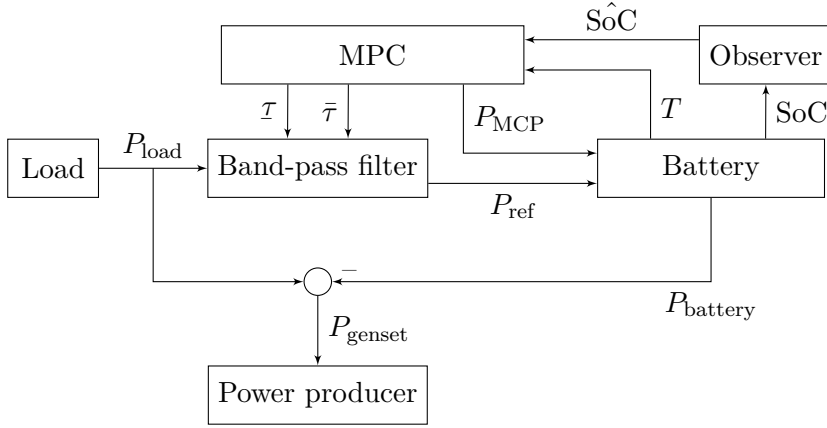 SoĈ
MPC
Observer
τ̲
τ̄
P_MCP
T
SoC
P_load
Load
Band-pass filter
Battery
P_ref
−
P_battery
P_genset
Power producer